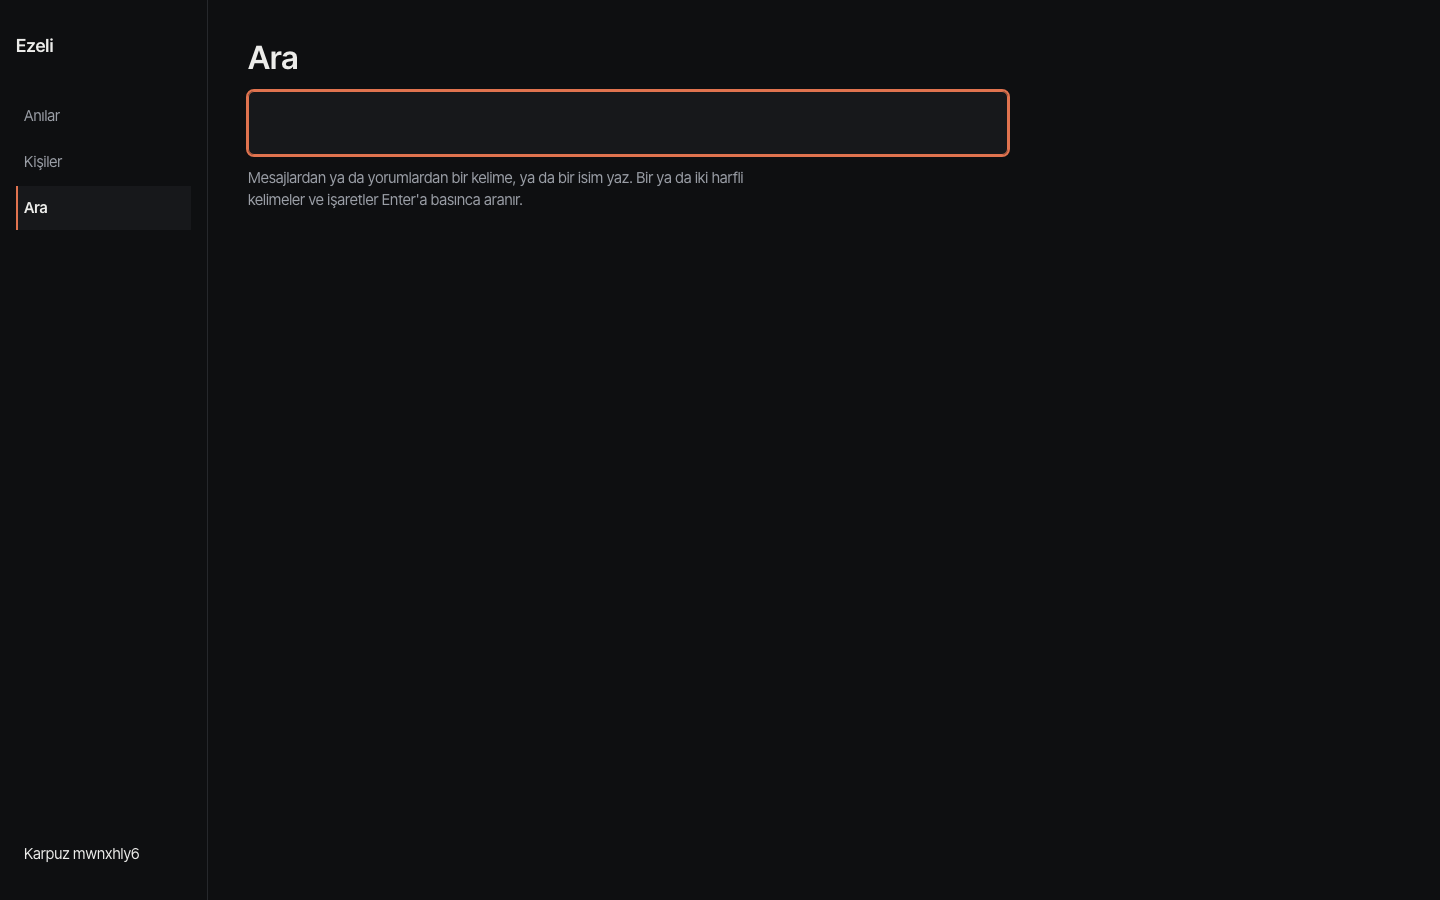 Ezeli
Anılar
Kişiler
Ara
Karpuz mwnxhly6
Ara
Mesajlardan ya da yorumlardan bir kelime, ya da bir isim yaz. Bir ya da iki harfli
kelimeler ve işaretler Enter'a basınca aranır.